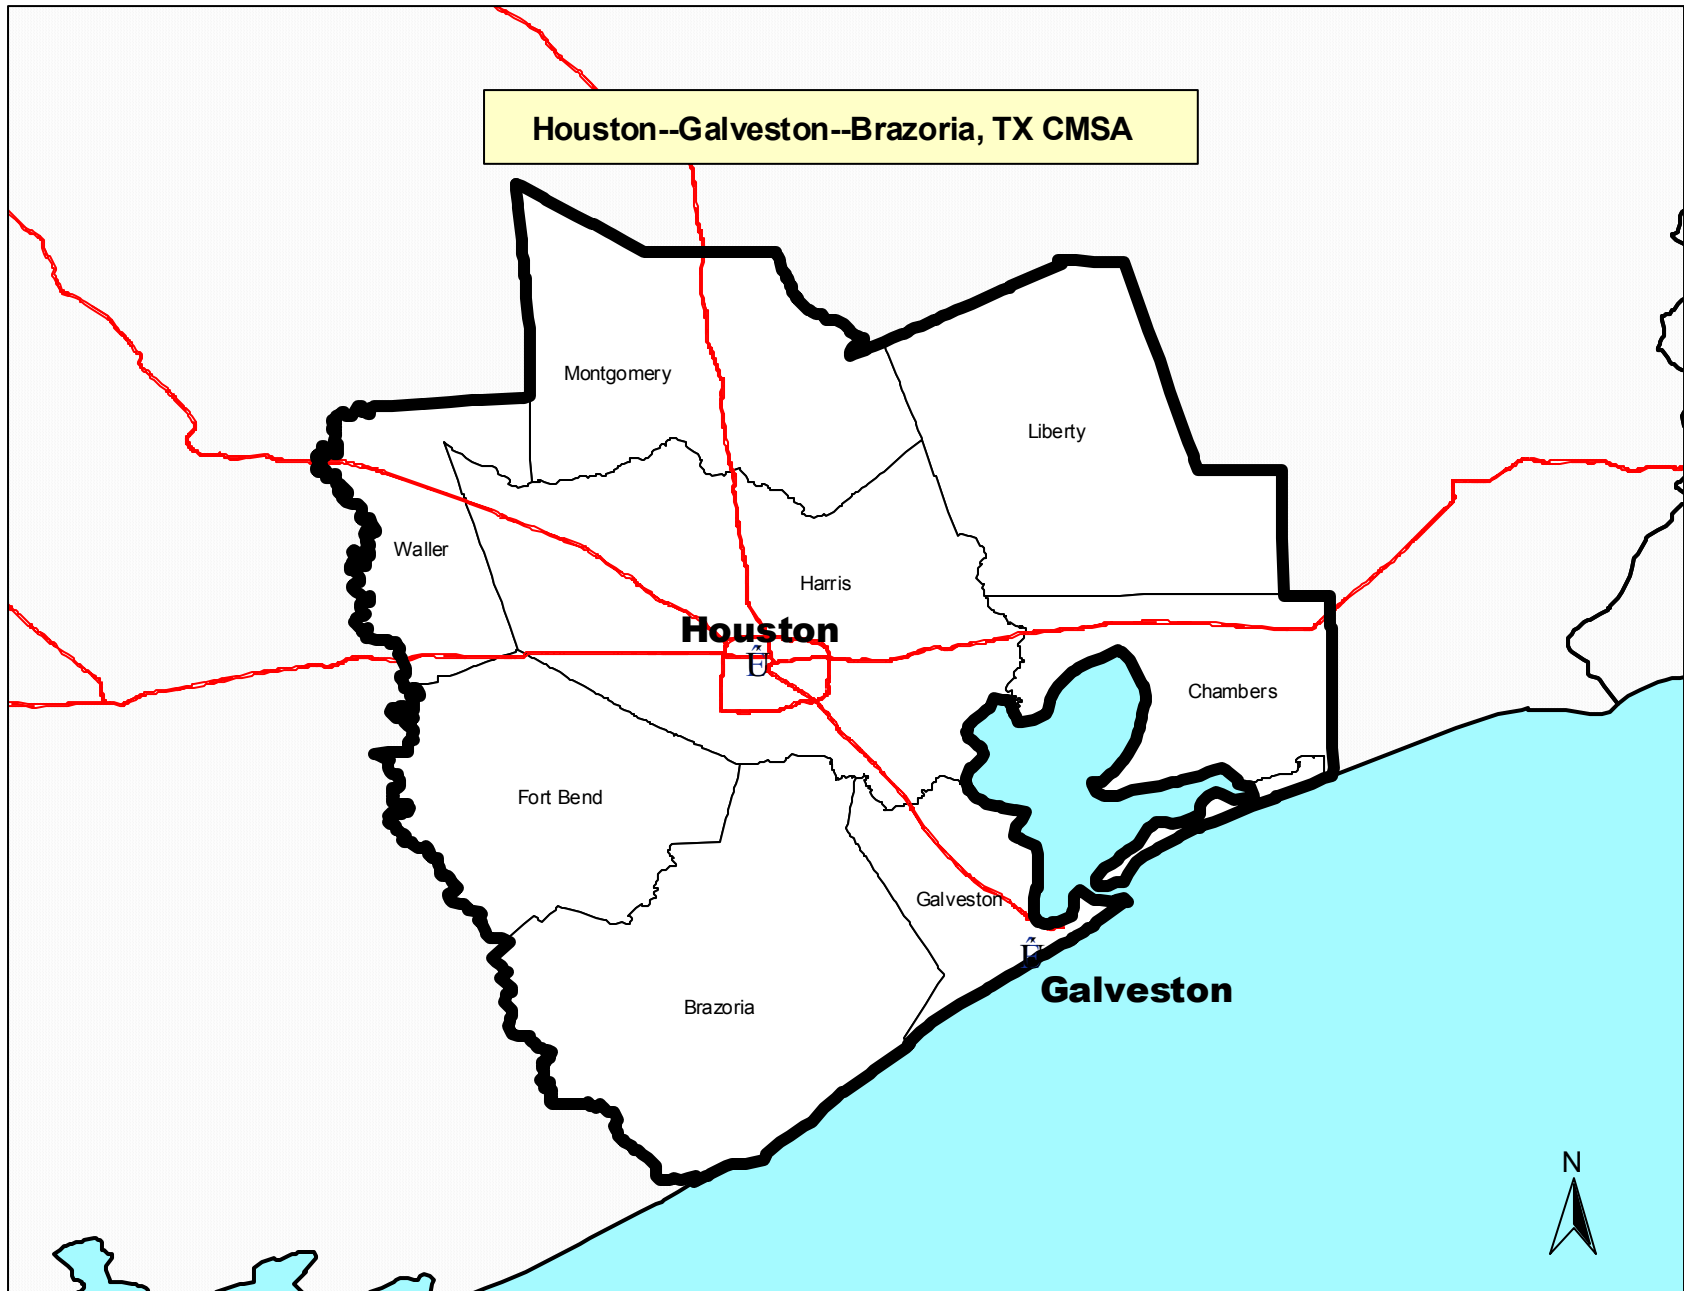 Houston--Galveston--Brazoria, TX CMSA
Montgomery
Liberty
Waller
Harris
Houston
Chambers
Fort Bend
Galveston
Galveston
Brazoria
N